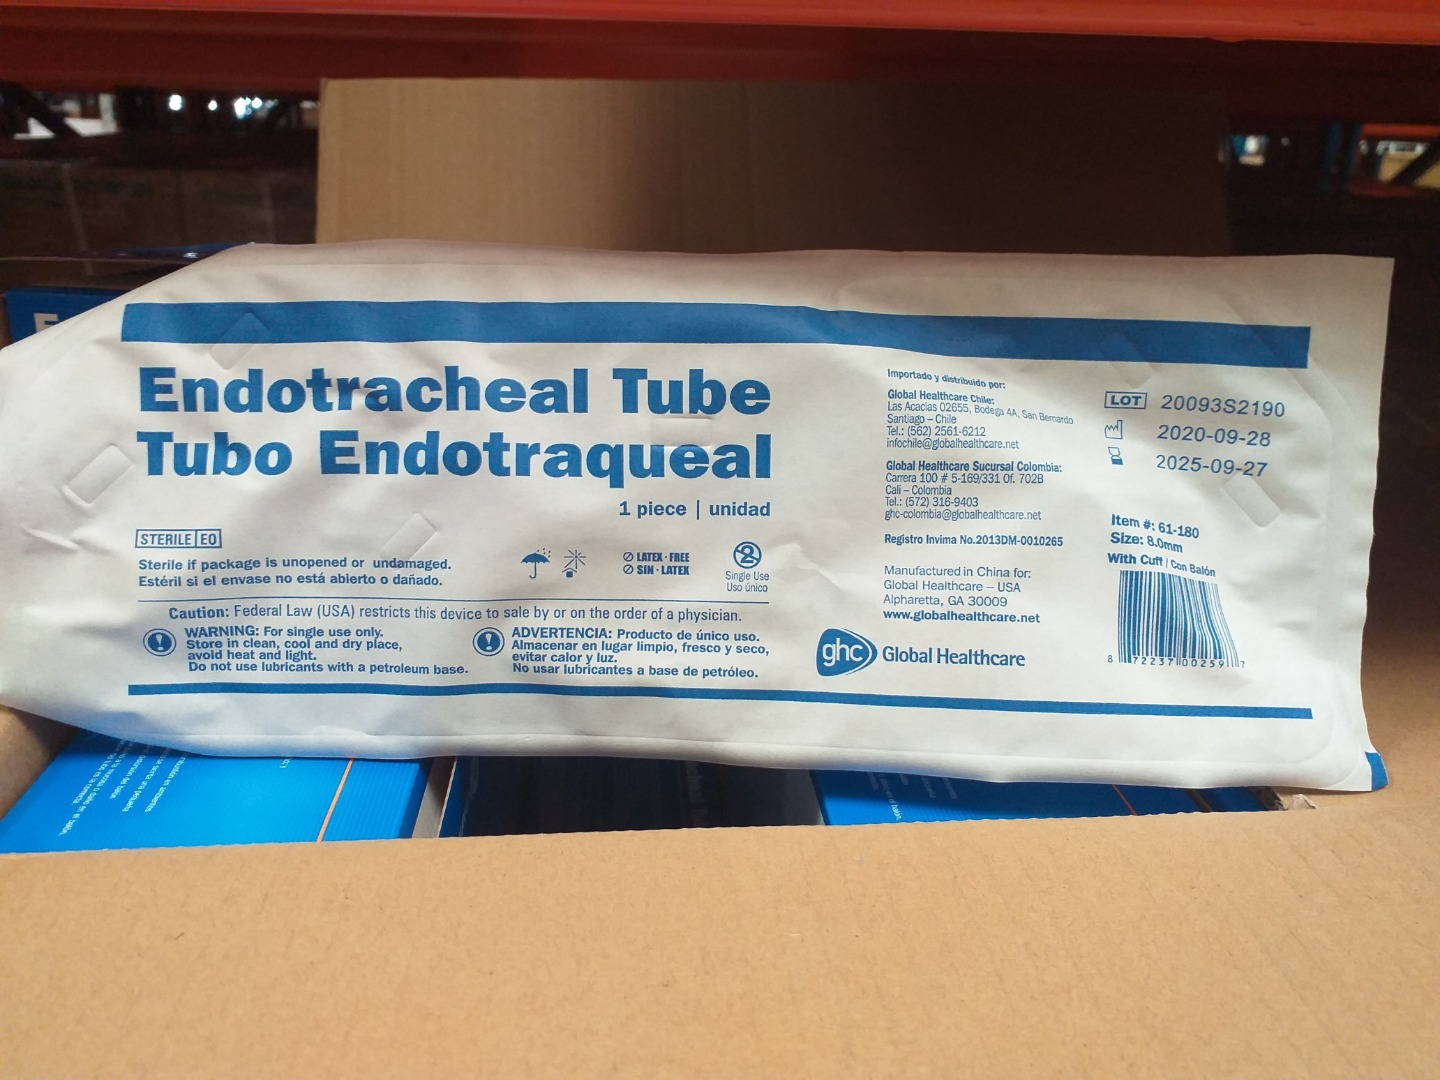 Endotracheal Tube
Tubo Endotraqueal
1 piece | unidad
STERILE EO
Sterile if package is unopened or undamaged.
Estéril si el envase no está abierto o dañado.
LATEX-FREE
SIN-LATEX
2
Single Use
Uso único
Caution: Federal Law (USA) restricts this device to sale by or on the order of a physician.
WARNING: For single use only.
Store in clean, cool and dry place,
avoid heat and light.
Do not use lubricants with a petroleum base.
ADVERTENCIA: Producto de único uso.
Almacenar en lugar limpio, fresco y seco,
evitar calor y luz.
No usar lubricantes a base de petróleo.
Importado y distribuido por:
Global Healthcare Chile:
Las Acacias 02655, Bodega 4A, San Bernardo
Santiago – Chile
Tel.: (562) 2561-6212
infochile@globalhealthcare.net
Global Healthcare Sucursal Colombia:
Carrera 100 # 5-169/331 Of. 702B
Cali – Colombia
Tel.: (572) 316-9403
ghc-colombia@globalhealthcare.net
Registro Invima No.2013DM-0010265
Manufactured in China for:
Global Healthcare – USA
Alpharetta, GA 30009
www.globalhealthcare.net
ghc Global Healthcare
LOT 20093S2190
2020-09-28
2025-09-27
Item #: 61-180
Size: 8.0mm
With Cuff / Con Balón
8 72237 00259 7